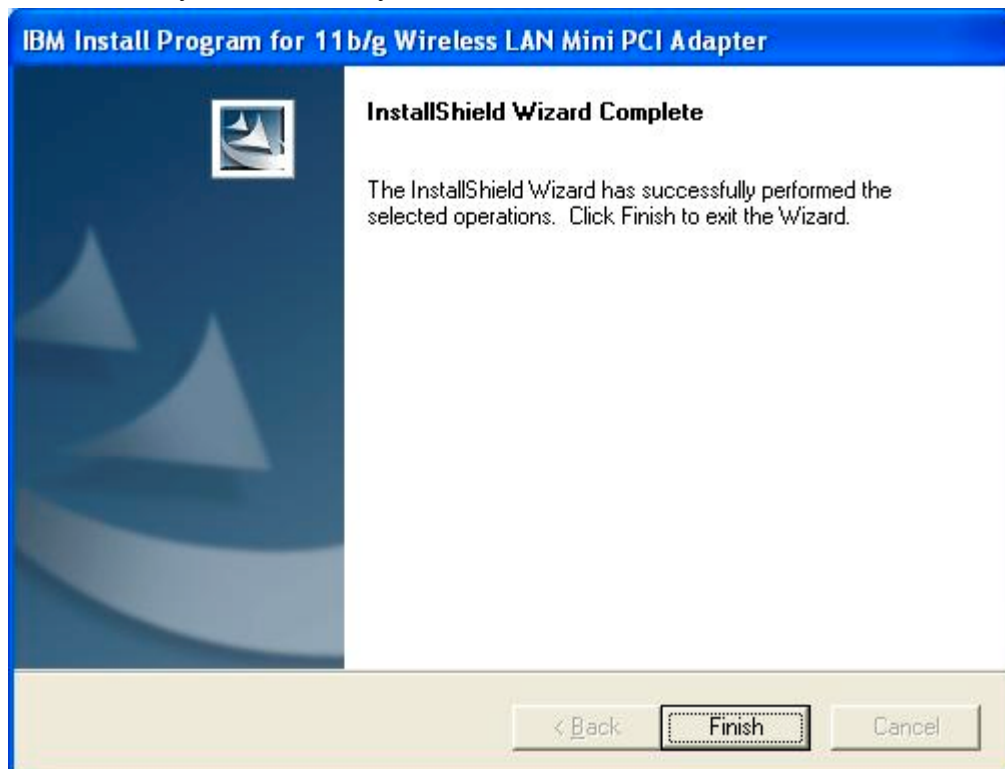 IBM Install Program for 11b/g Wireless LAN Mini PCI Adapter
InstallShield Wizard Complete
The InstallShield Wizard has successfully performed the
selected operations.  Click Finish to exit the Wizard.
< Back
Finish
Cancel